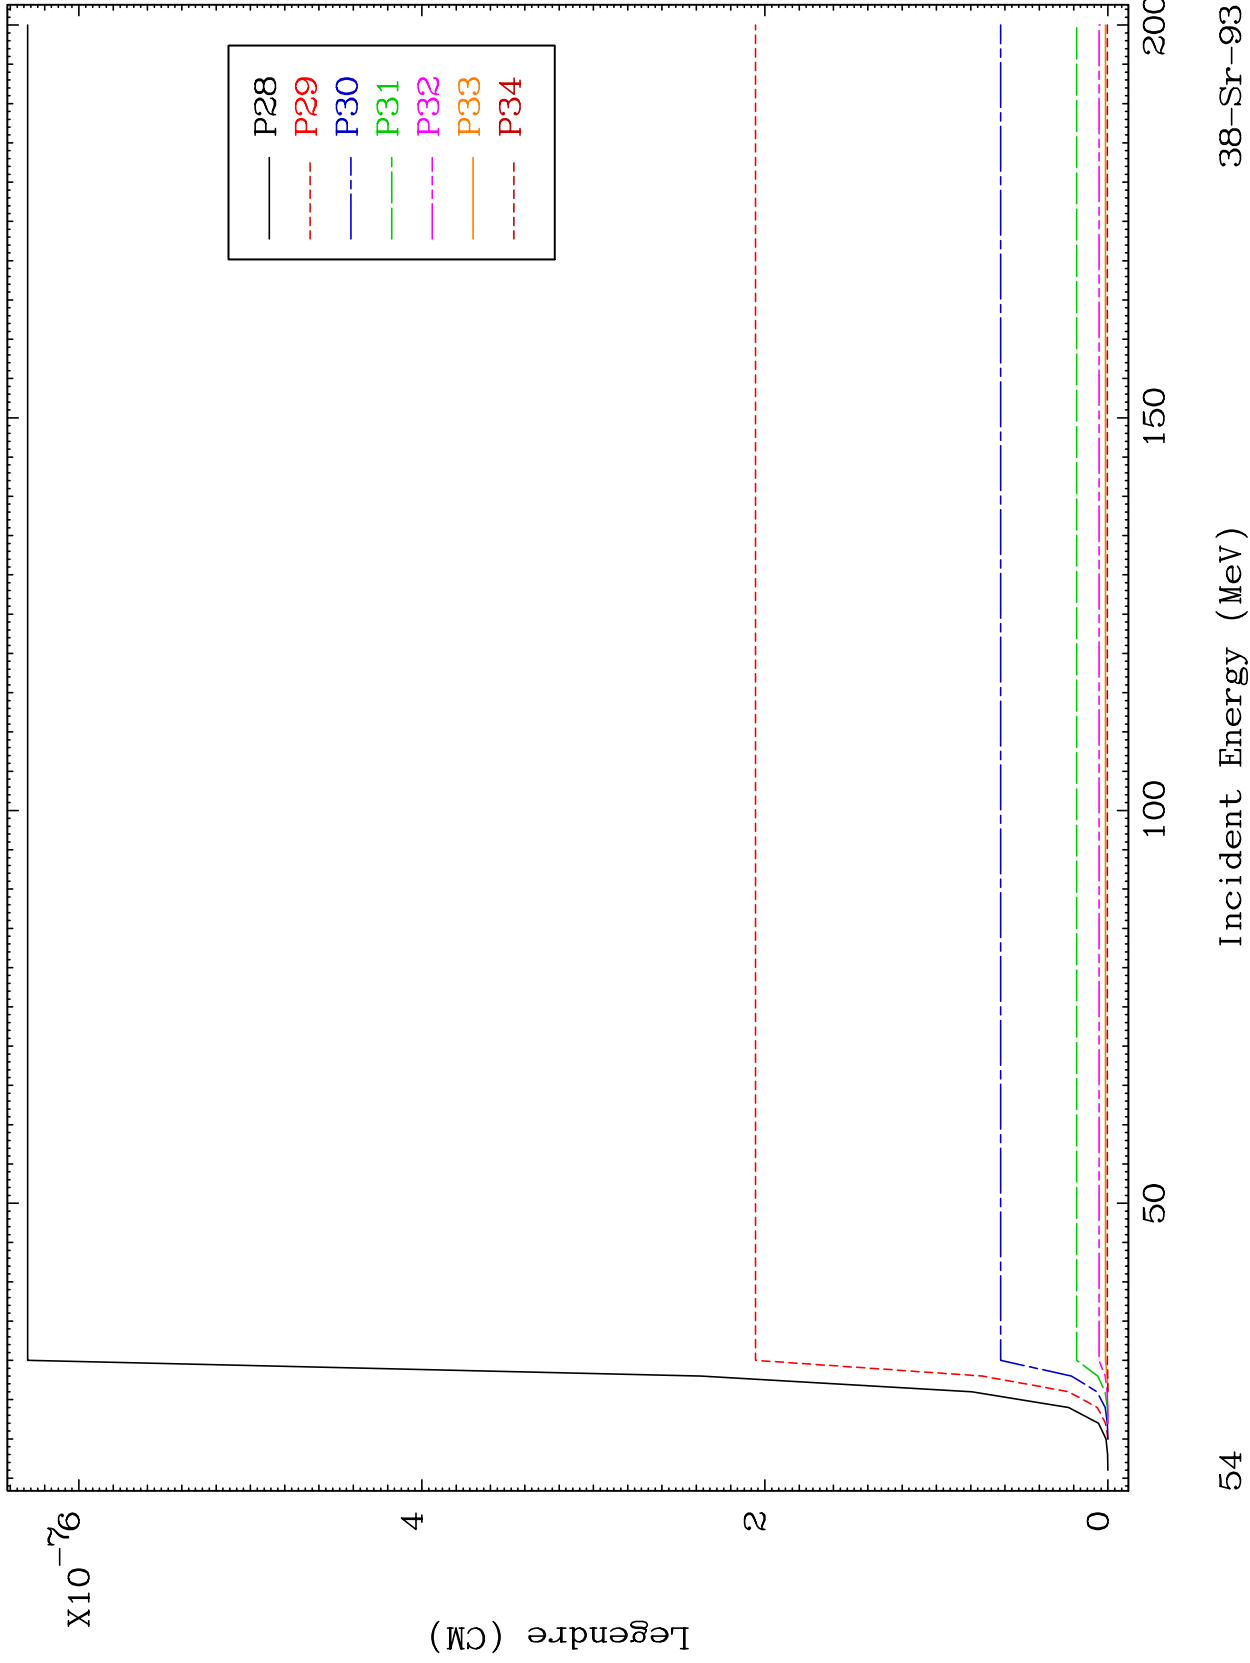 X10
-7
6
4
2
0
Legendre (CM)
P28
P29
P30
P31
P32
P33
P34
50
100
150
200
Incident Energy (MeV)
54
38-Sr-93